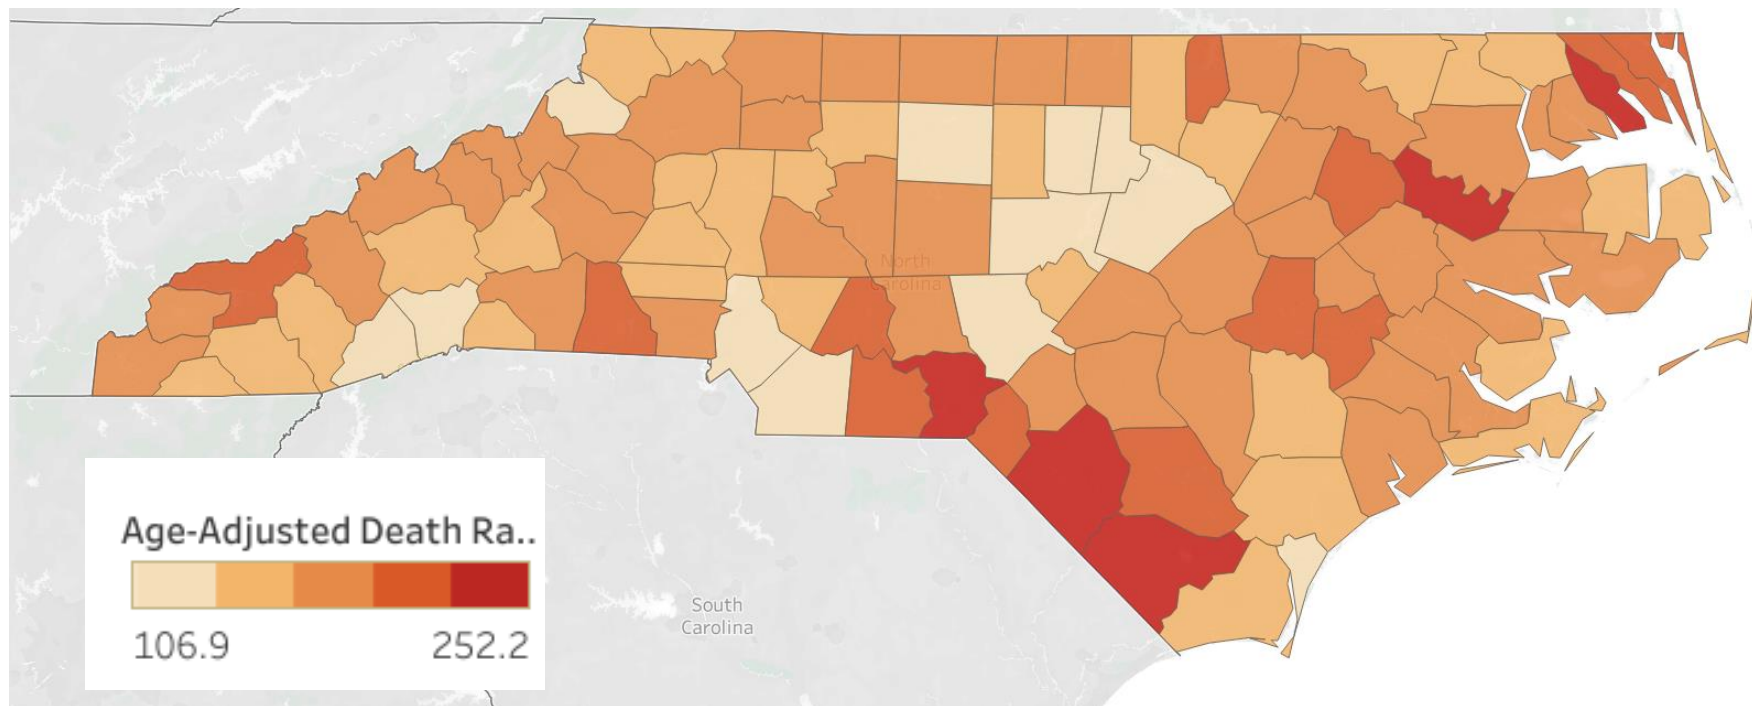 North
Carolina
Age-Adjusted Death Ra..
106.9 252.2
South
Carolina